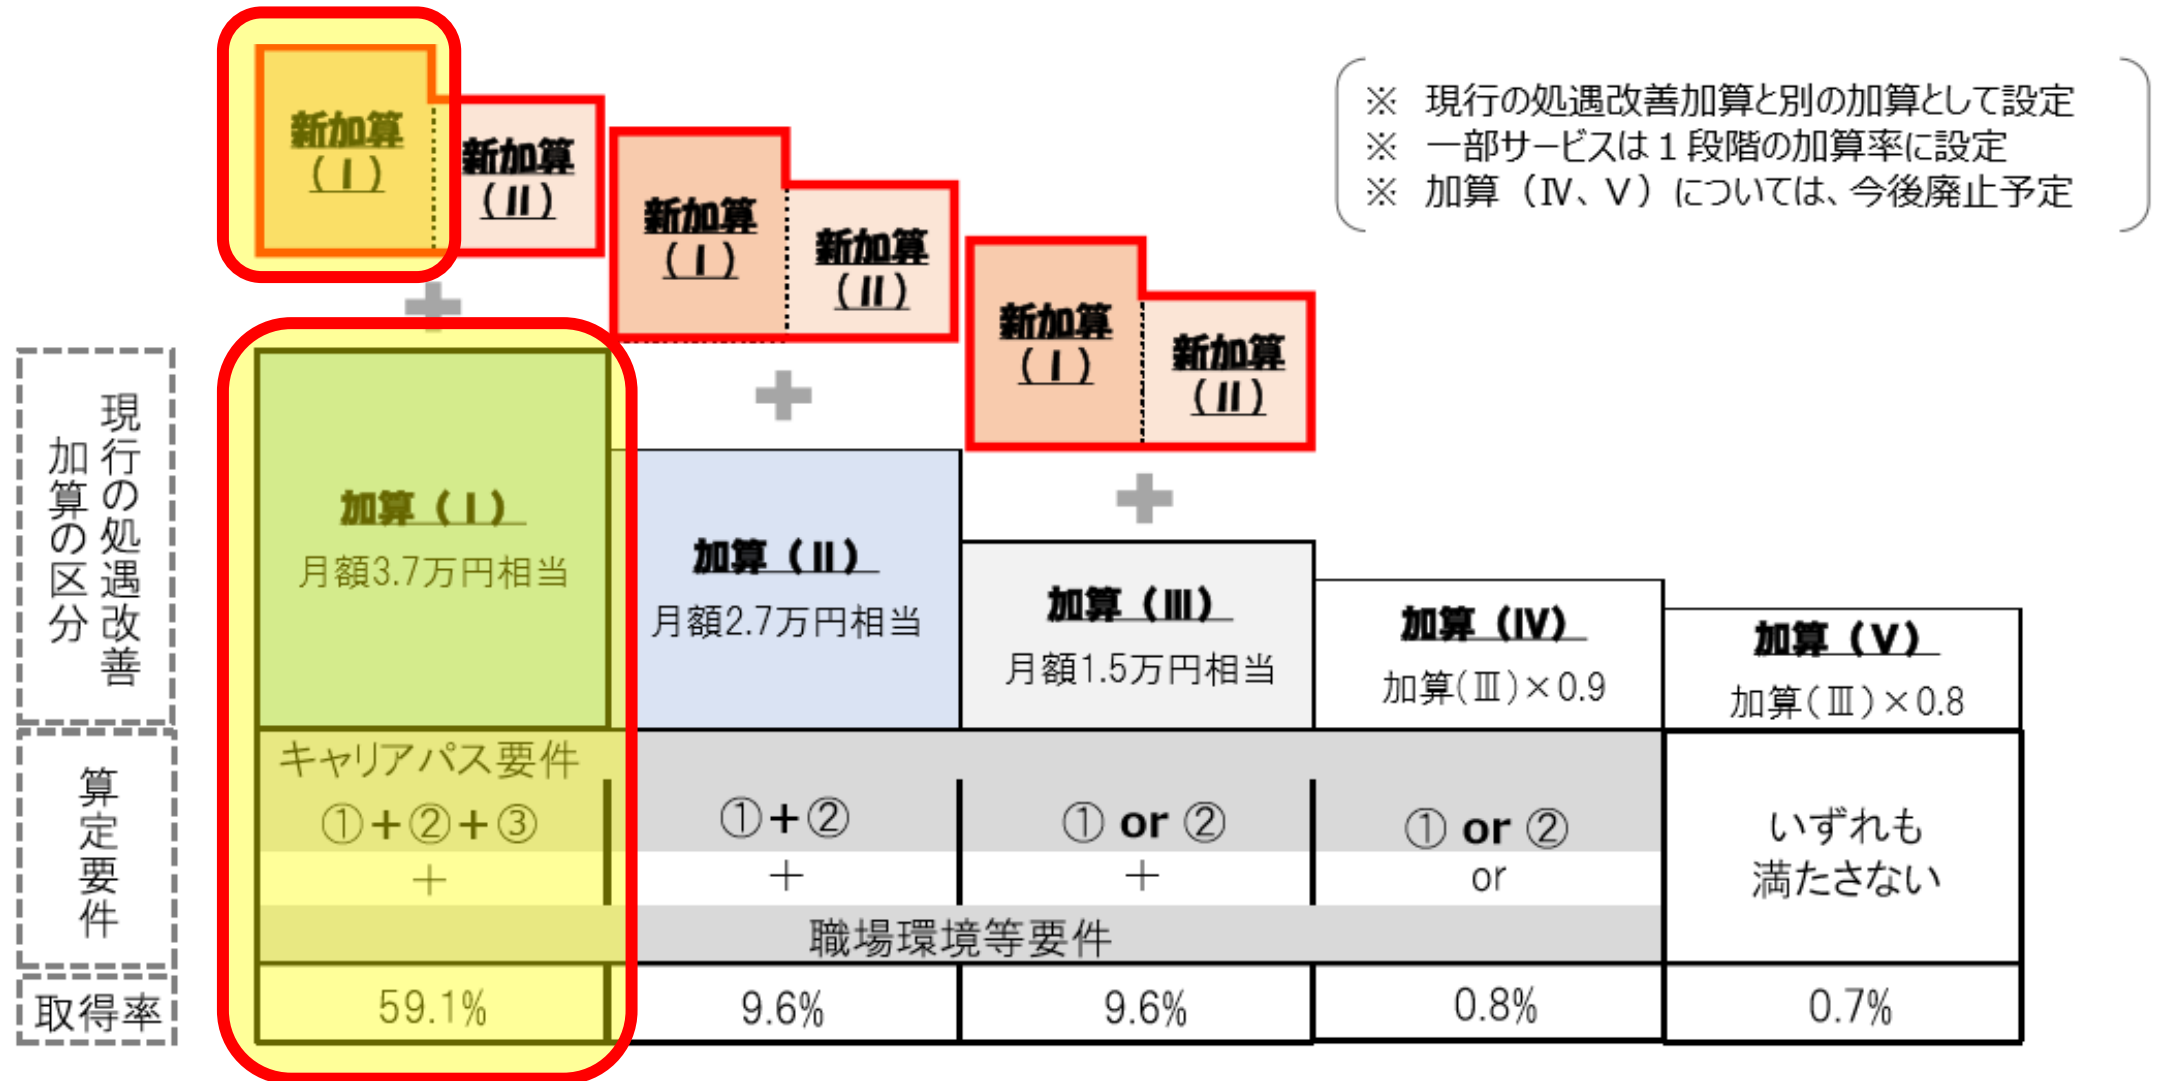 新加算
(Ⅰ)
新加算
(Ⅱ)
新加算
(Ⅰ)
新加算
(Ⅱ)
新加算
(Ⅰ)
新加算
(Ⅱ)
※ 現行の処遇改善加算と別の加算として設定
※ 一部サービスは1段階の加算率に設定
※ 加算(Ⅳ、Ⅴ)については、今後廃止予定
現行の処遇改善
加算の区分
加算(Ⅰ)
月額3.7万円相当
加算(Ⅱ)
月額2.7万円相当
加算(Ⅲ)
月額1.5万円相当
加算(Ⅳ)
加算(Ⅲ)×0.9
加算(Ⅴ)
加算(Ⅲ)×0.8
算定要件
キャリアパス要件
①+②+③
+
①+②
+
① or ②
+
① or ②
or
いずれも
満たさない
職場環境等要件
取得率
59.1%
9.6%
9.6%
0.8%
0.7%